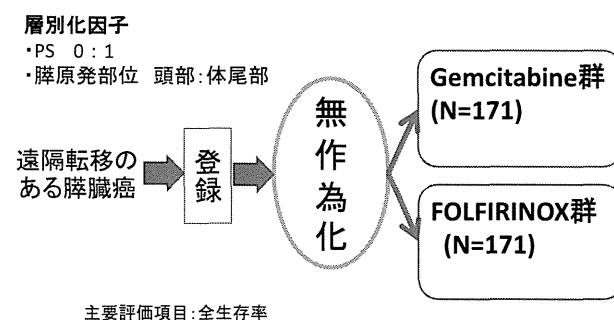 層別化因子
・PS 0：1
・膵原発部位 頭部：体尾部
遠隔転移の
ある膵臓癌
登録
無作為化
Gemcitabine群
(N=171)
FOLFIRINOX群
(N=171)
主要評価項目：全生存率